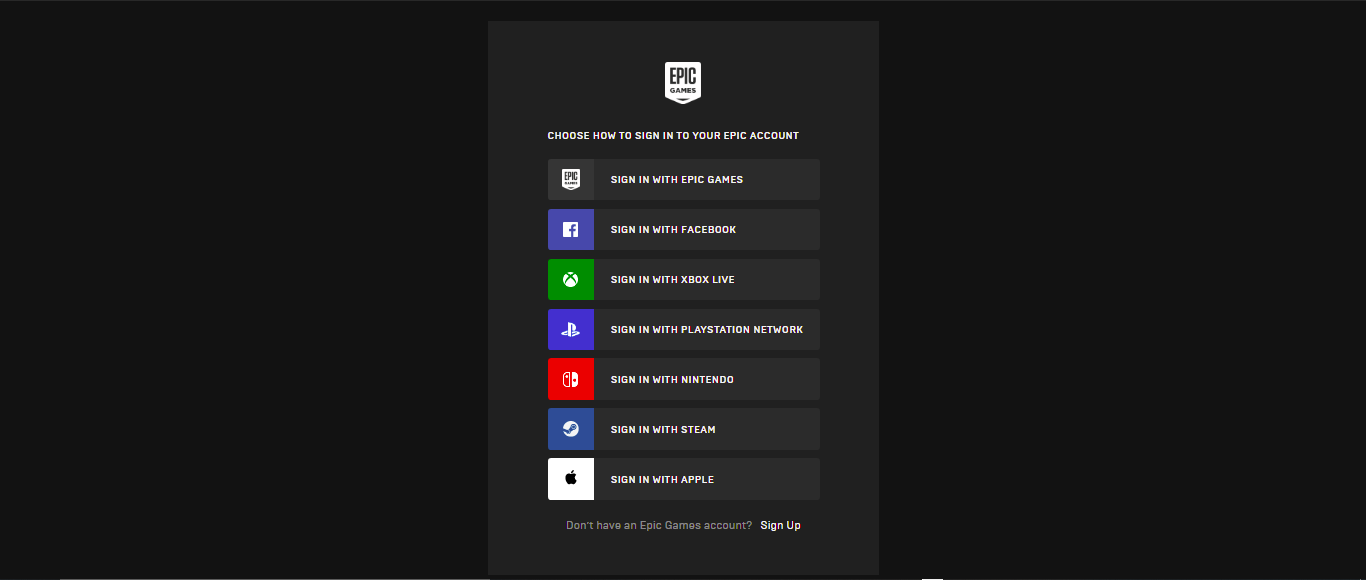 EPIC
GAMES
CHOOSE HOW TO SIGN IN TO YOUR EPIC ACCOUNT
EPIC
GAMES
SIGN IN WITH EPIC GAMES
SIGN IN WITH FACEBOOK
SIGN IN WITH XBOX LIVE
SIGN IN WITH PLAYSTATION NETWORK
SIGN IN WITH NINTENDO
SIGN IN WITH STEAM
SIGN IN WITH APPLE
Don't have an Epic Games account? Sign Up